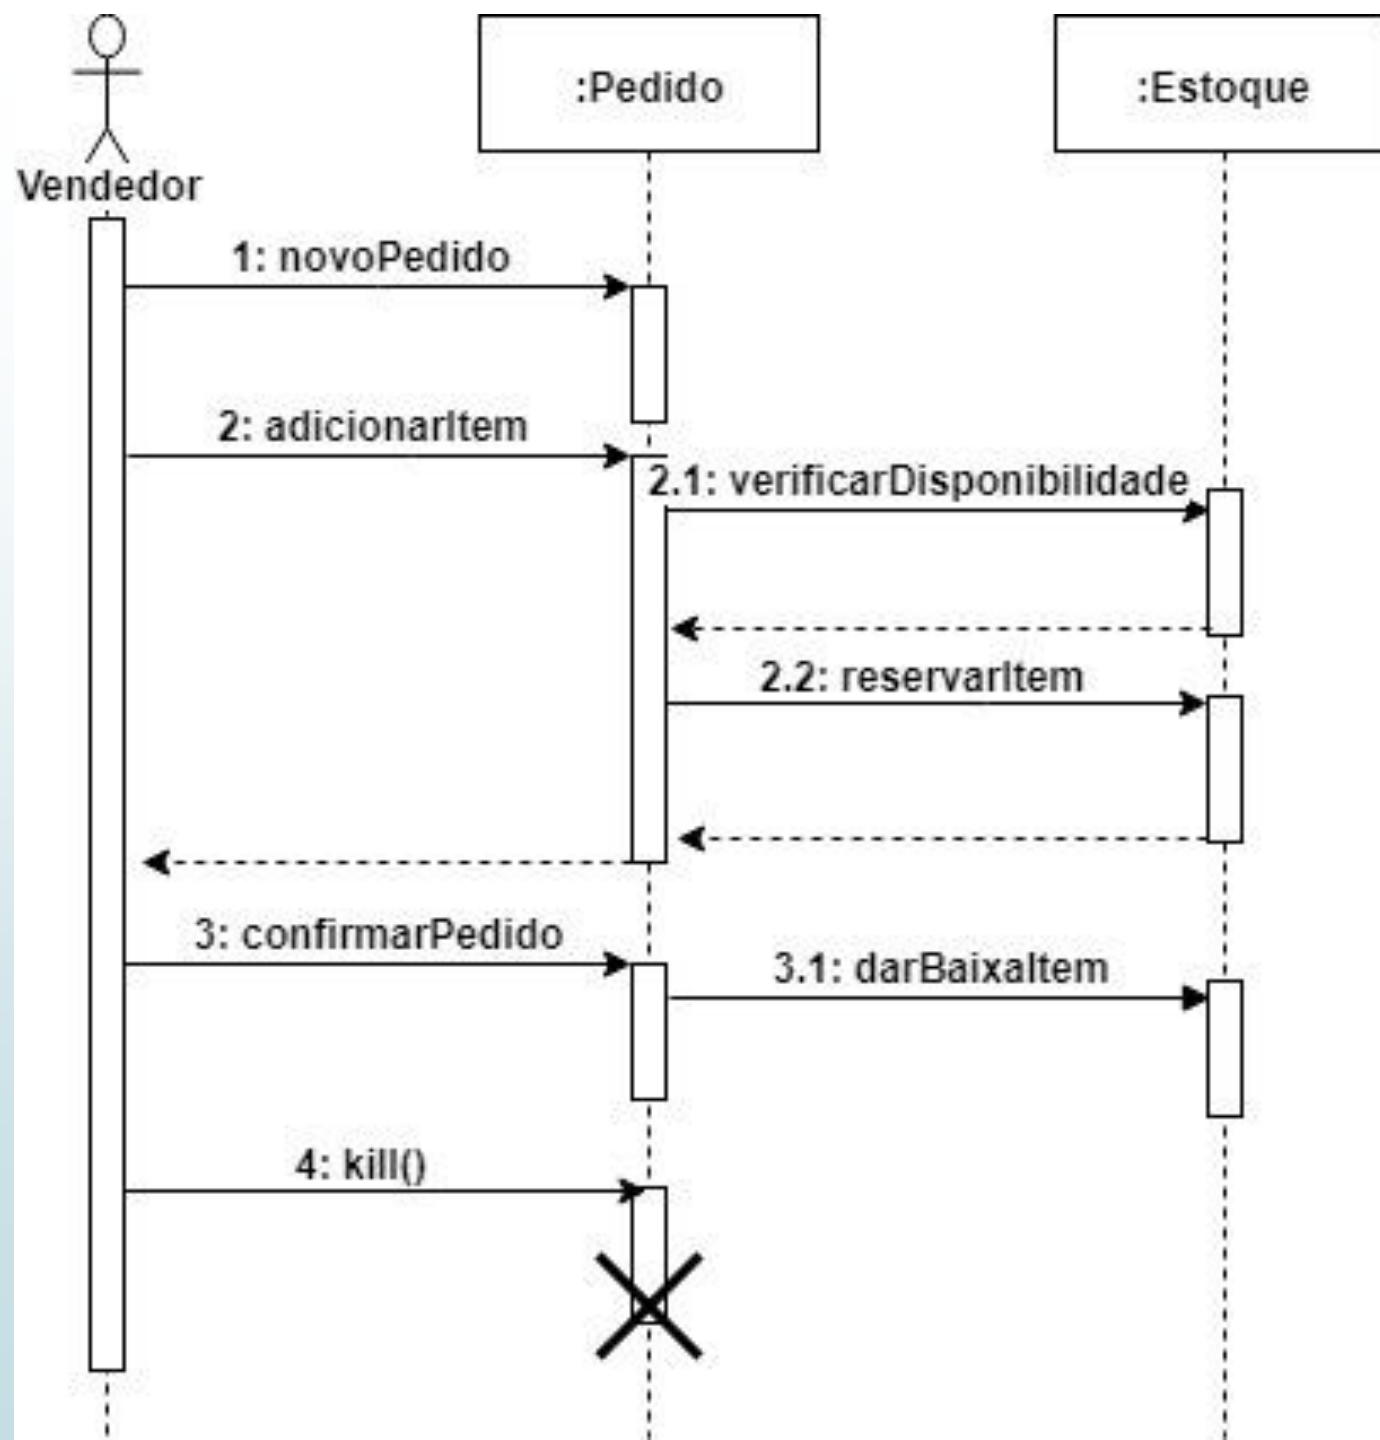 :Pedido
:Estoque
Vendedor
1: novoPedido
2: adicionarItem
2.1: verificarDisponibilidade
2.2: reservarItem
3: confirmarPedido
3.1: darBaixaItem
4: kill()